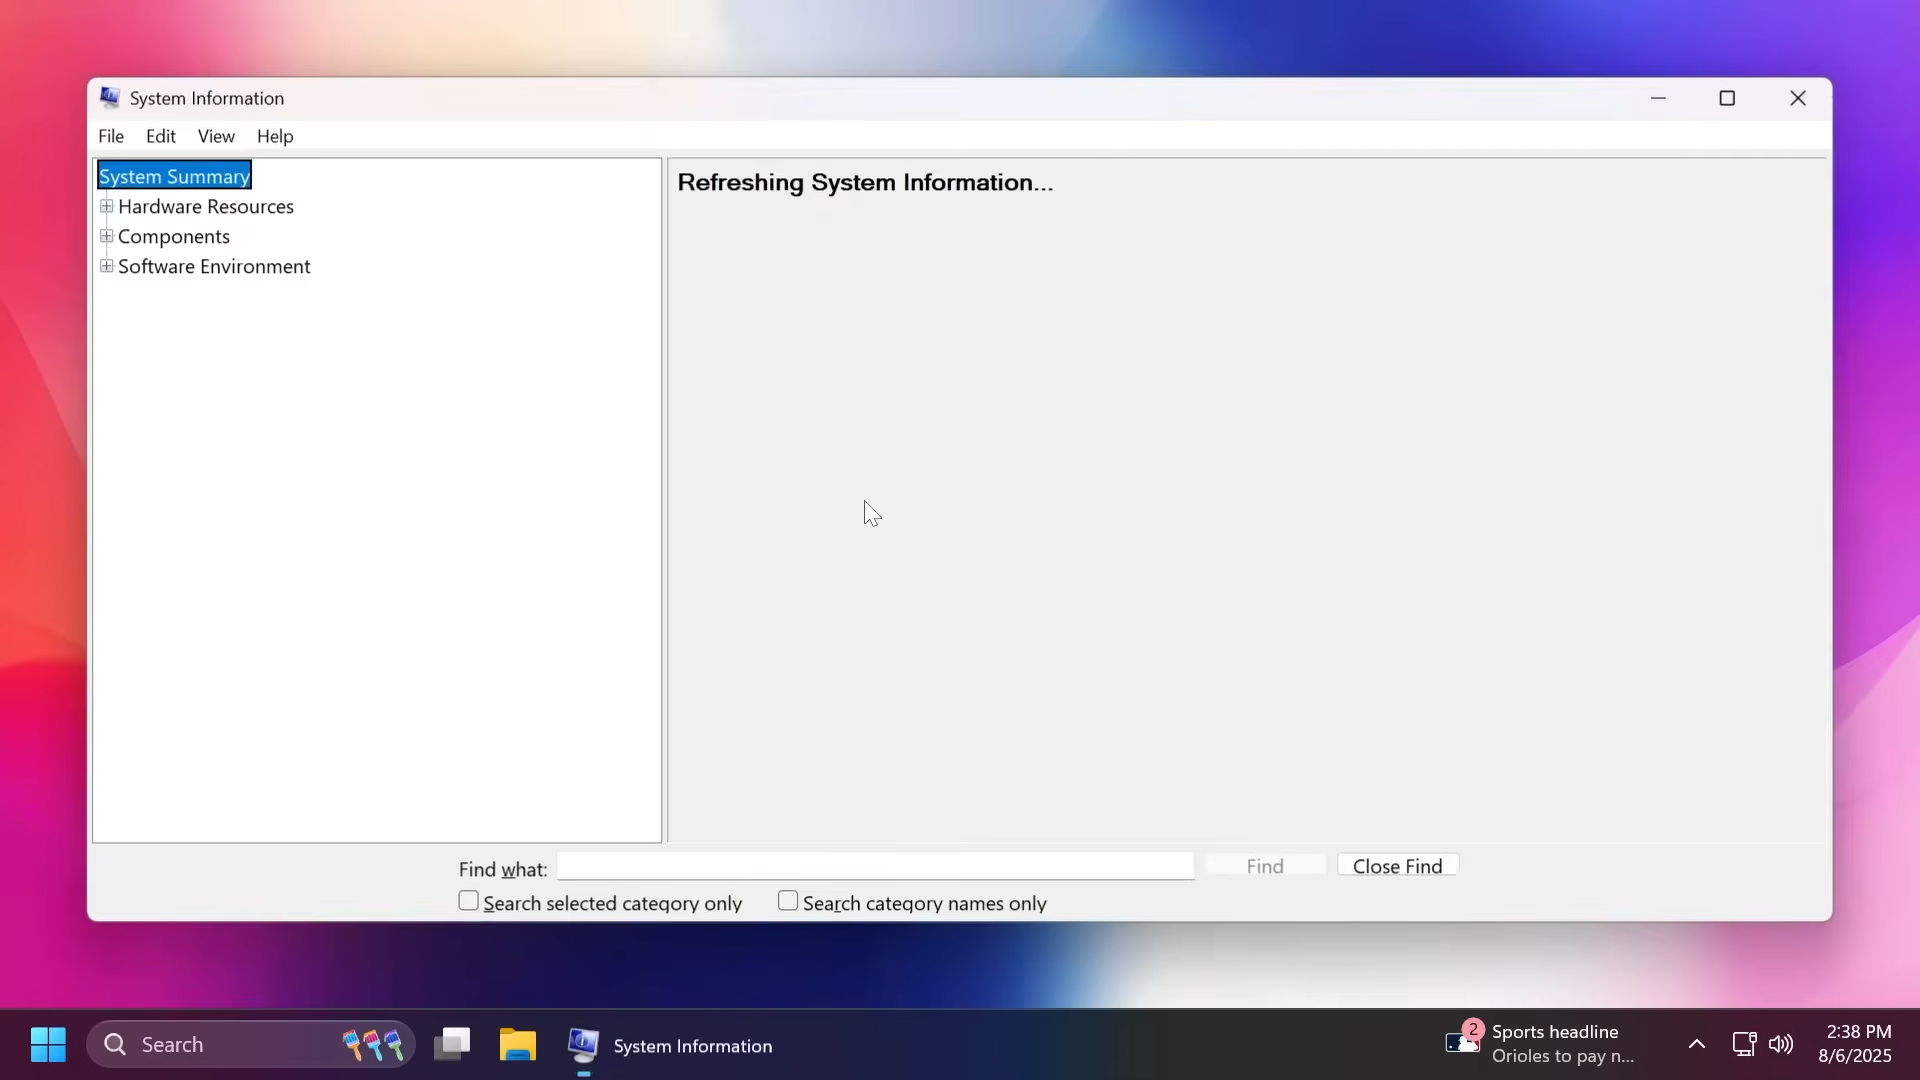 System Information
File Edit View Help
System Summary
Hardware Resources
Components
Software Environment
Refreshing System Information...
Find what:
Find
Close Find
Search selected category only
Search category names only
Search
System Information
2
Sports headline
Orioles to pay n...
2:38 PM
8/6/2025